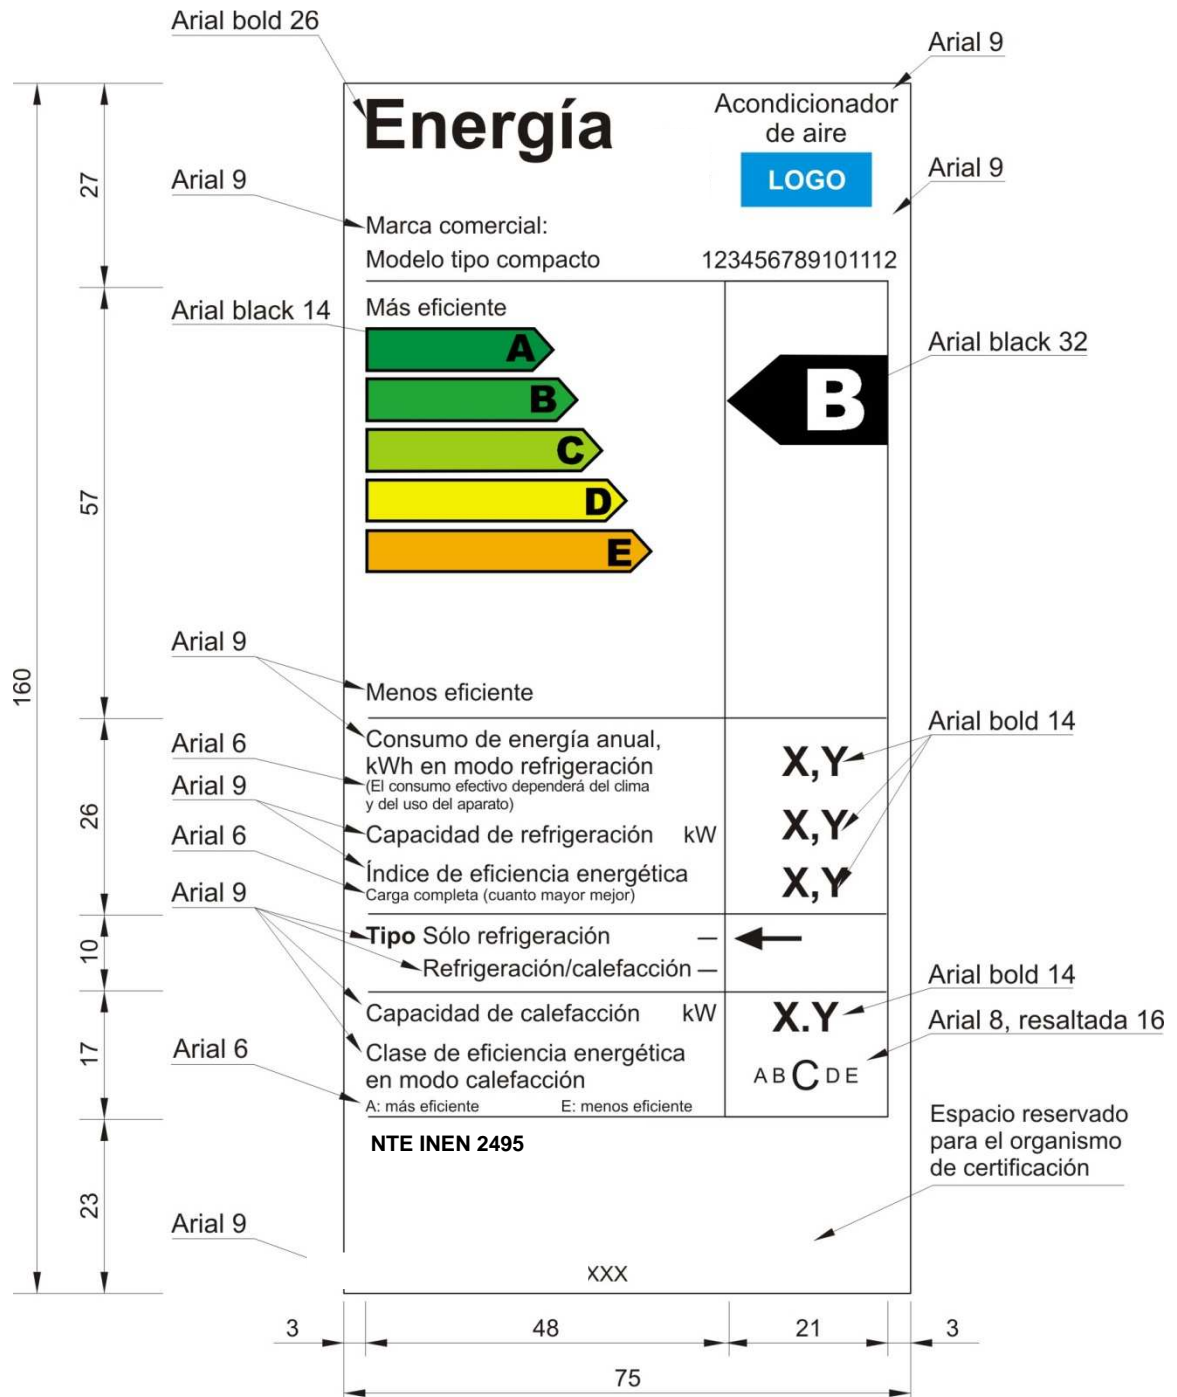 Arial bold 26
Arial 9
Energía
Acondicionador
de aire
LOGO
Arial 9
Arial 9
27
Marca comercial:
Modelo tipo compacto 123456789101112
Arial black 14
Más eficiente
Arial black 32
A
B
B
C
D
E
57
160
Arial 9
Menos eficiente
Arial bold 14
Arial 6
Consumo de energía anual,
kWh en modo refrigeración
X,Y
(El consumo efectivo dependerá del clima
y del uso del aparato)
Arial 9
26
Capacidad de refrigeración kW X,Y
Arial 6
Índice de eficiencia energética X,Y
Carga completa (cuanto mayor mejor)
Arial 9
10
Tipo Sólo refrigeración —
Refrigeración/calefacción —
Arial bold 14
Capacidad de calefacción kW X.Y
Arial 8, resaltada 16
17
Arial 6
Clase de eficiencia energética
en modo calefacción
A B C D E
A: más eficiente E: menos eficiente
Espacio reservado
para el organismo
de certificación
NTE INEN 2495
23
Arial 9
XXX
3 48 21 3
75